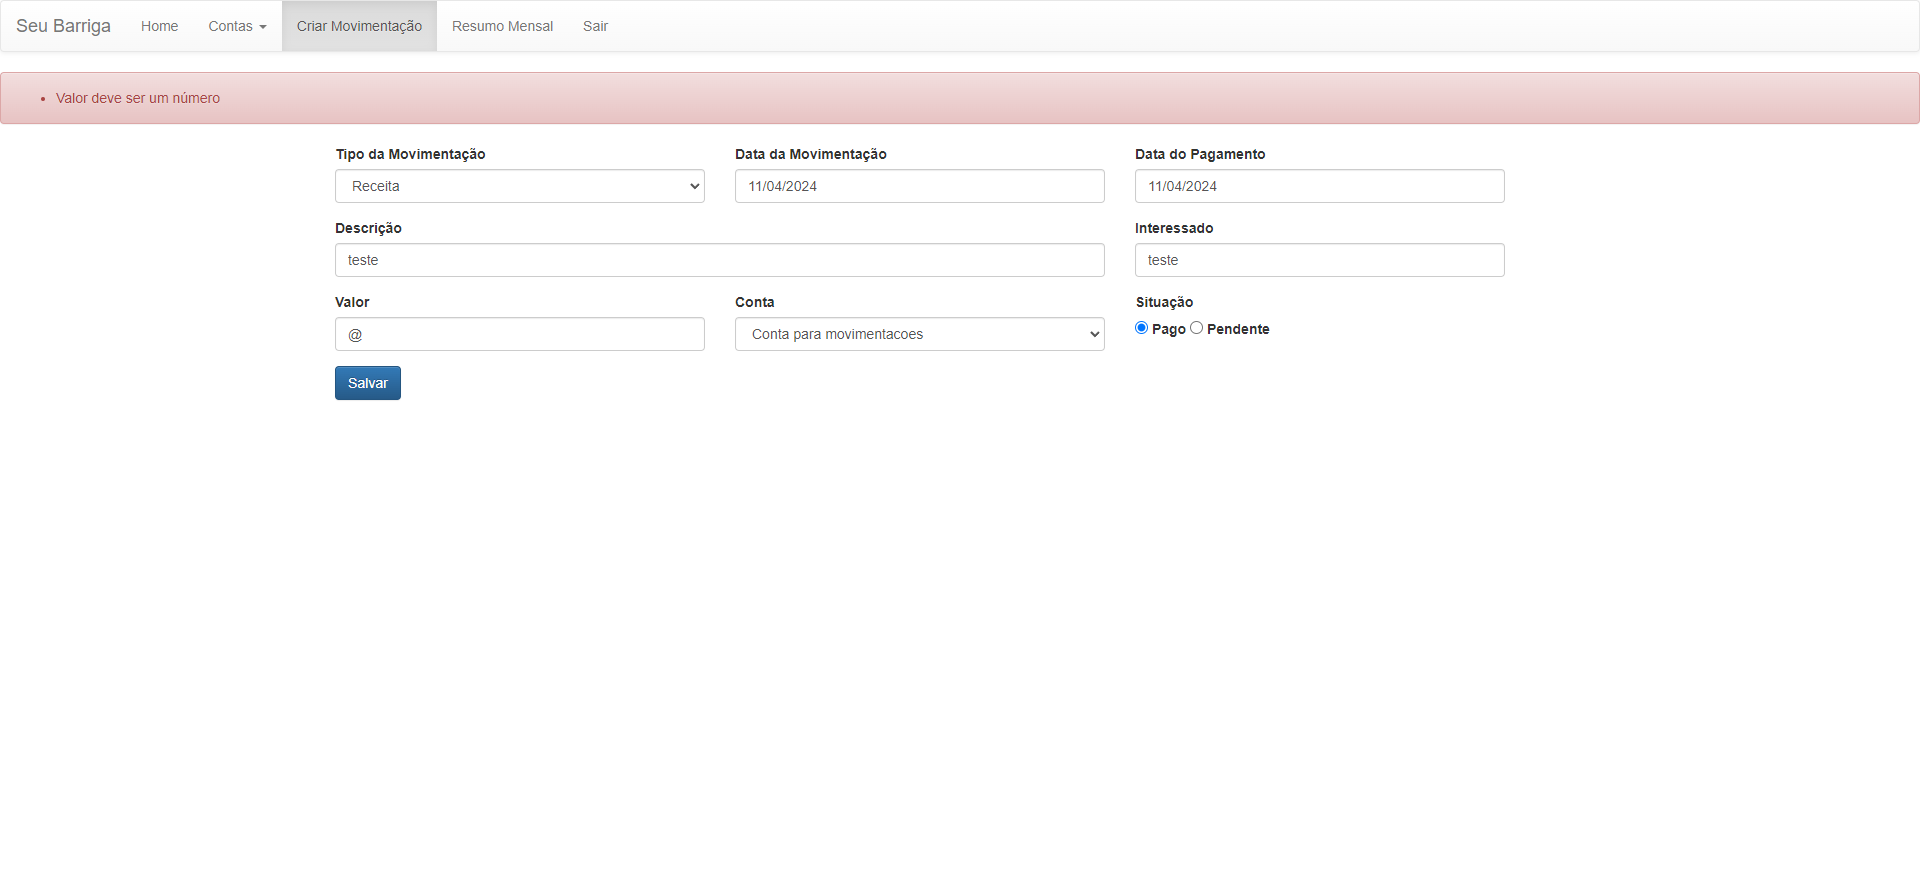 Seu Barriga Home Contas Criar Movimentação Resumo Mensal Sair
Valor deve ser um número
Tipo da Movimentação Data da Movimentação Data do Pagamento
Receita 11/04/2024 11/04/2024
Descrição Interessado
teste teste
Valor Conta Situação
@ Conta para movimentacoes Pago Pendente
Salvar